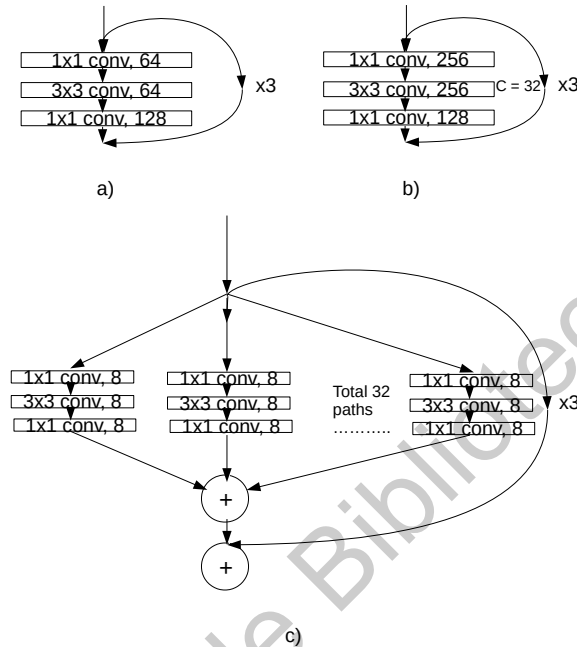 1x1 conv, 64
3x3 conv, 64
1x1 conv, 128
x3
a)
1x1 conv, 256
3x3 conv, 256
C = 32
1x1 conv, 128
x3
b)
1x1 conv, 8
3x3 conv, 8
1x1 conv, 8
1x1 conv, 8
3x3 conv, 8
1x1 conv, 8
Total 32
paths
..........
1x1 conv, 8
3x3 conv, 8
1x1 conv, 8
x3
+
+
c)
de Bibliotec